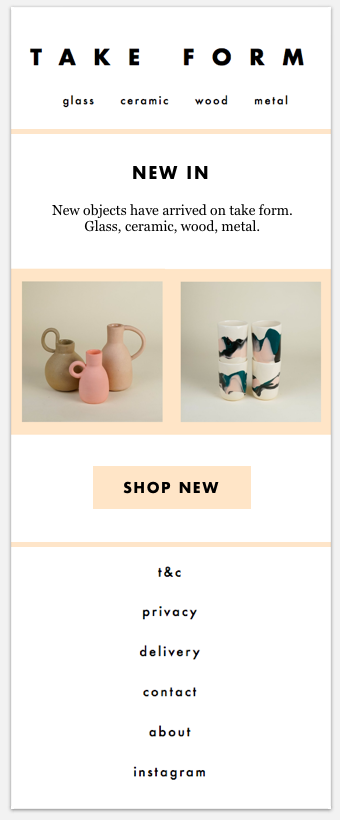 TAKE FORM
glass ceramic wood metal
NEW IN
New objects have arrived on take form.
Glass, ceramic, wood, metal.
SHOP NEW
t&c
privacy
delivery
contact
about
instagram